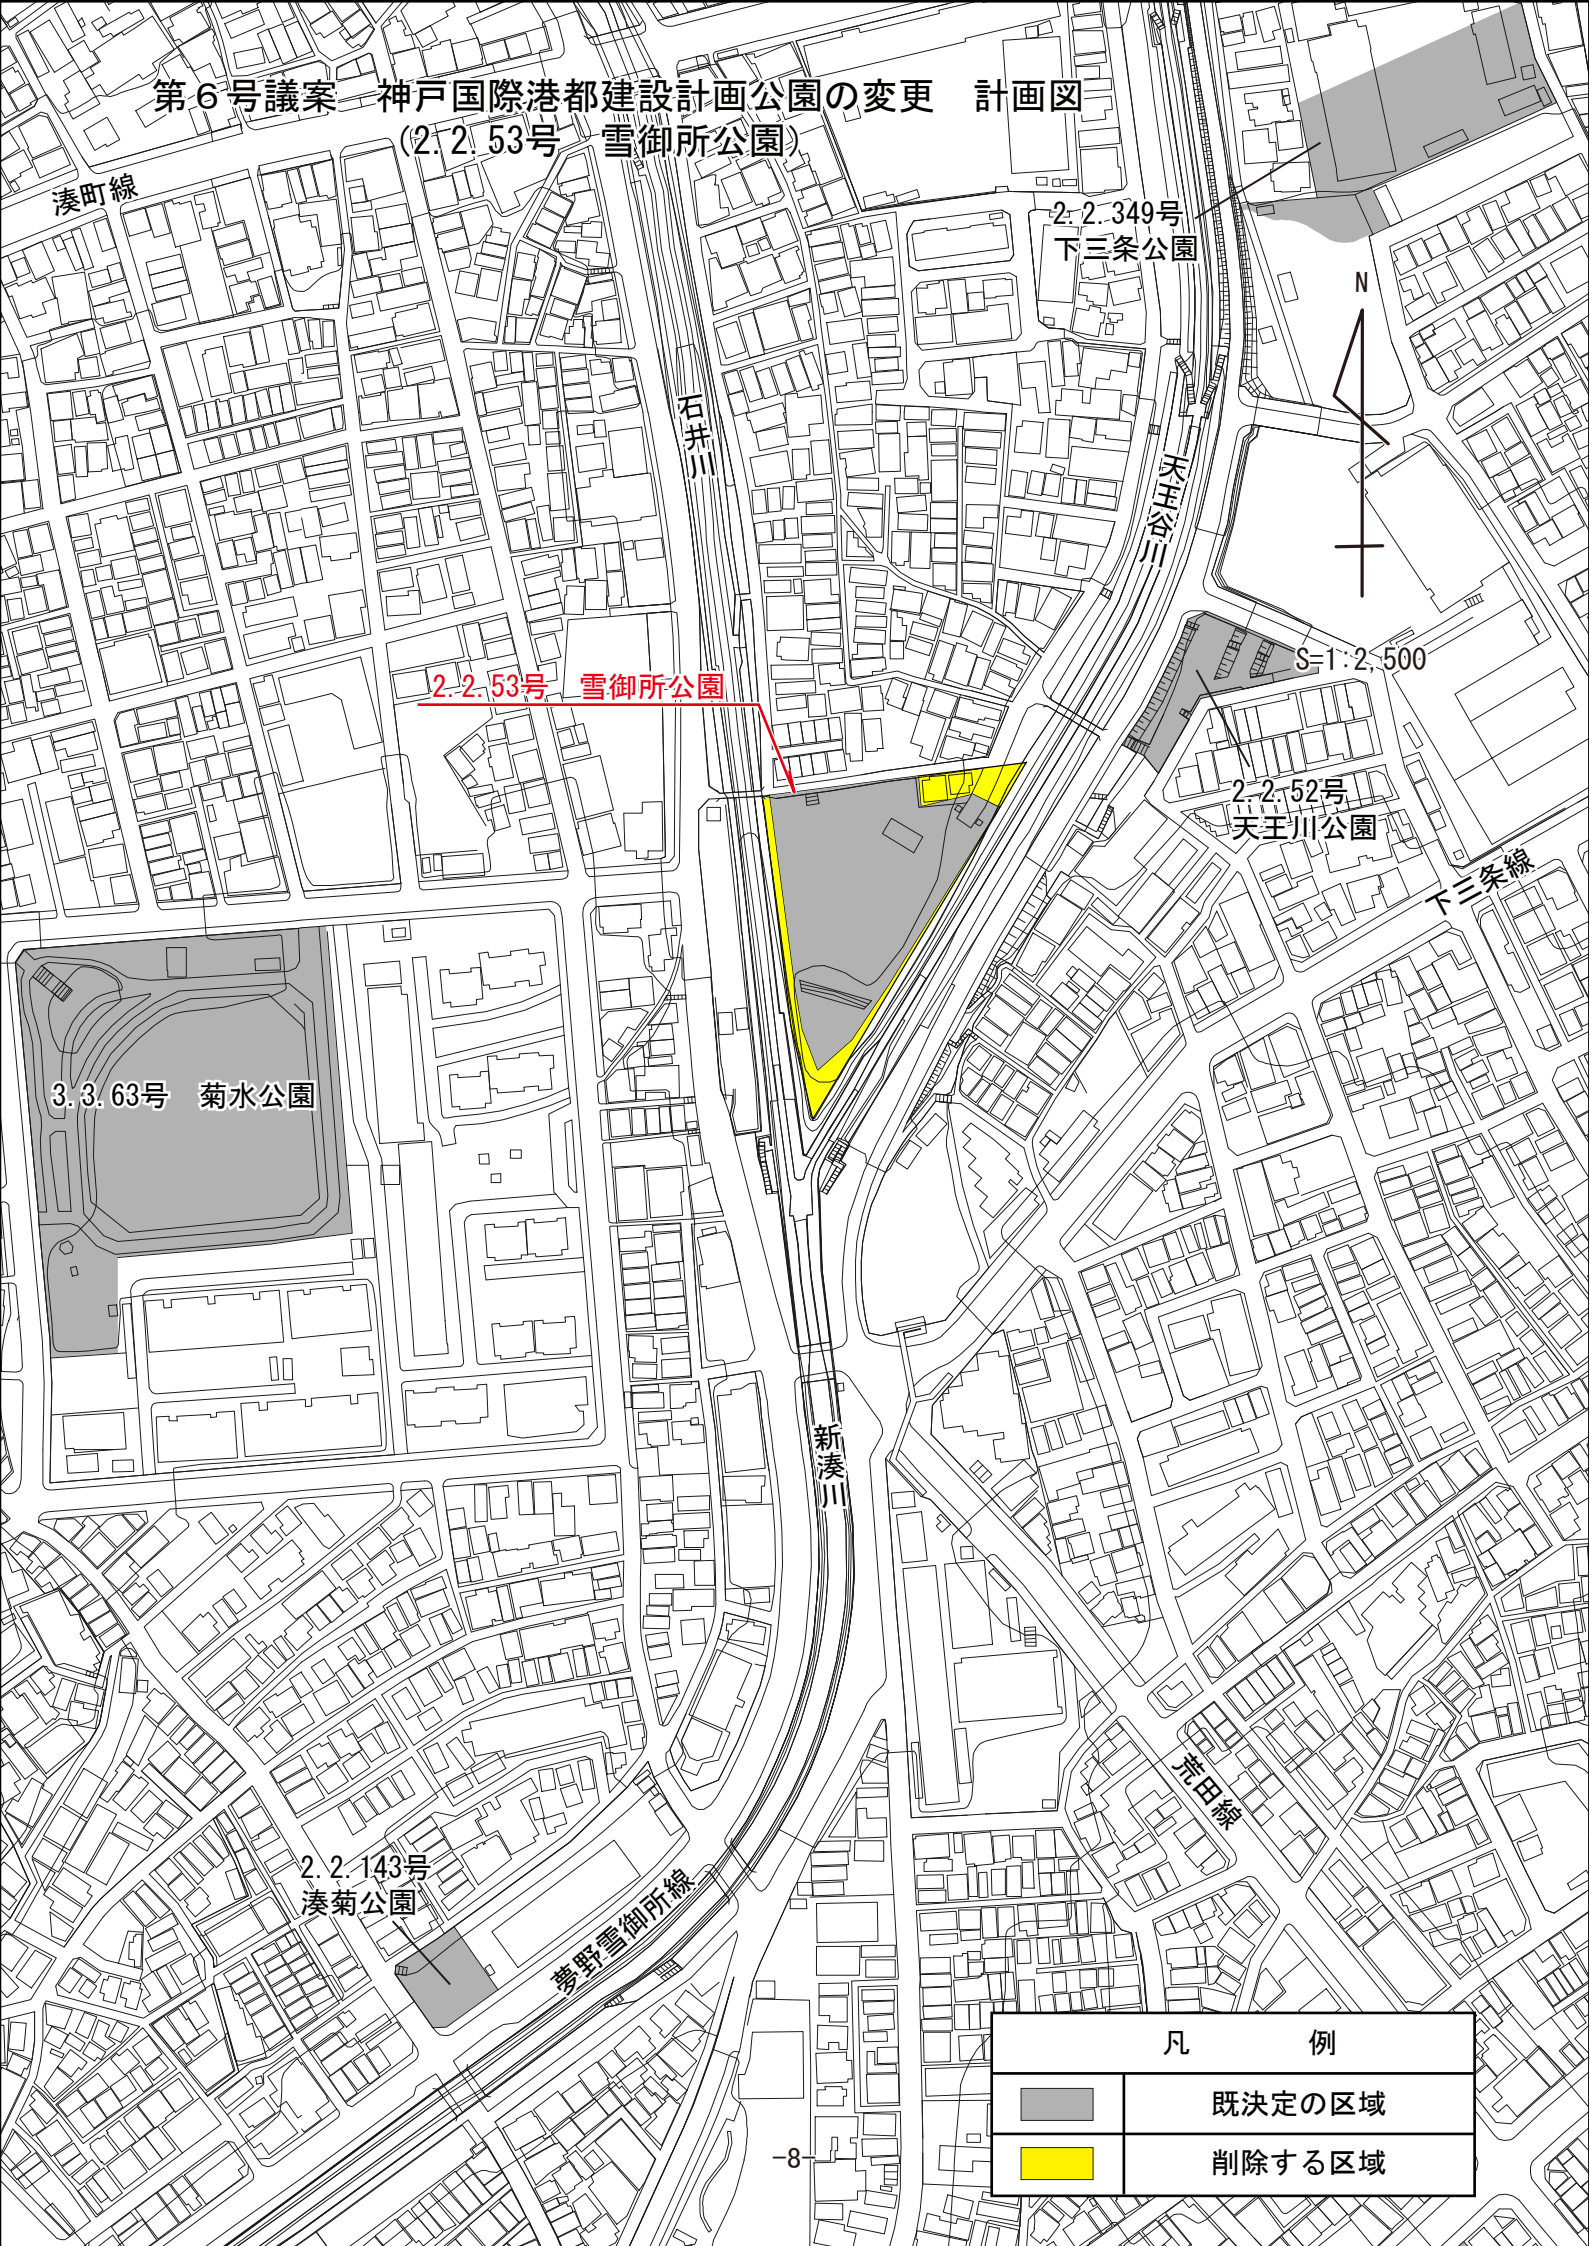 第６号議案　神戸国際港都建設計画公園の変更　計画図
(2.2.53号　雪御所公園)
湊町線
2.2.349号
下三条公園
N
石井川
天王谷川
S=1:2,500
2.2.53号　雪御所公園
2.2.52号
天王川公園
下三条線
3.3.63号　菊水公園
新湊川
荒田線
2.2.143号
湊菊公園
夢野雪御所線
凡　　　例
既決定の区域
削除する区域
-8-